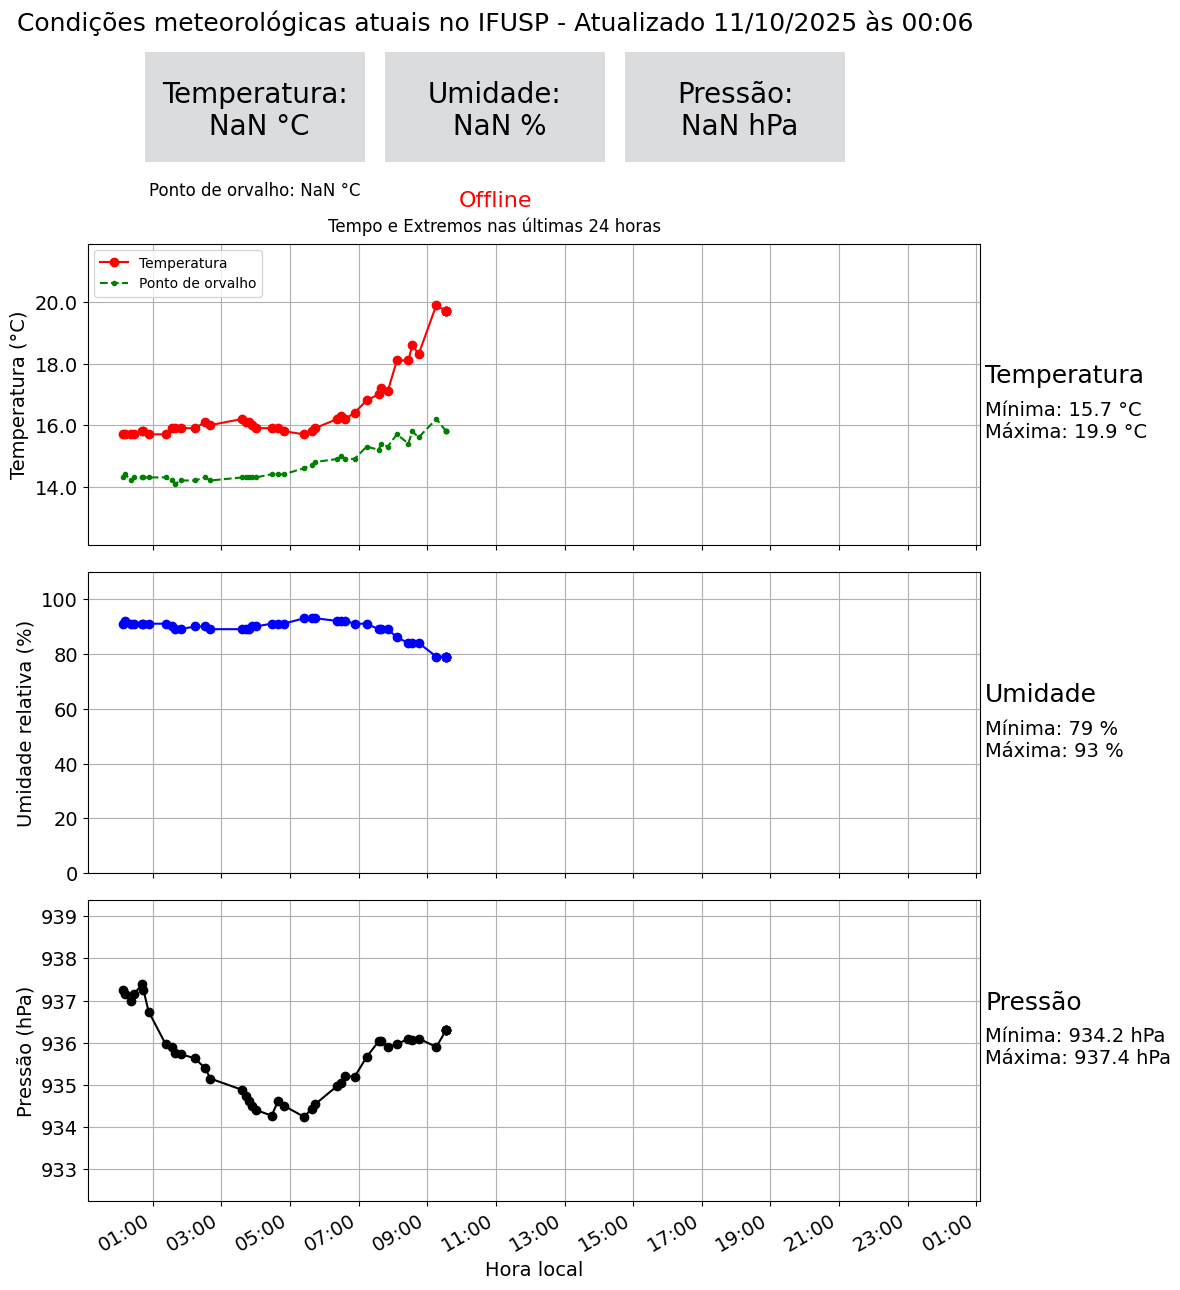 Condições meteorológicas atuais no IFUSP - Atualizado 11/10/2025 às 00:06
Temperatura:
NaN °C
Umidade:
NaN %
Pressão:
NaN hPa
Ponto de orvalho: NaN °C
Offline
Tempo e Extremos nas últimas 24 horas
Temperatura
Ponto de orvalho
Temperatura (°C)
20.0
18.0
16.0
14.0
Temperatura
Mínima: 15.7 °C
Máxima: 19.9 °C
Umidade relativa (%)
100
80
60
40
20
0
Umidade
Mínima: 79 %
Máxima: 93 %
Pressão (hPa)
939
938
937
936
935
934
933
Pressão
Mínima: 934.2 hPa
Máxima: 937.4 hPa
01:00
03:00
05:00
07:00
09:00
11:00
13:00
15:00
17:00
19:00
21:00
23:00
01:00
Hora local